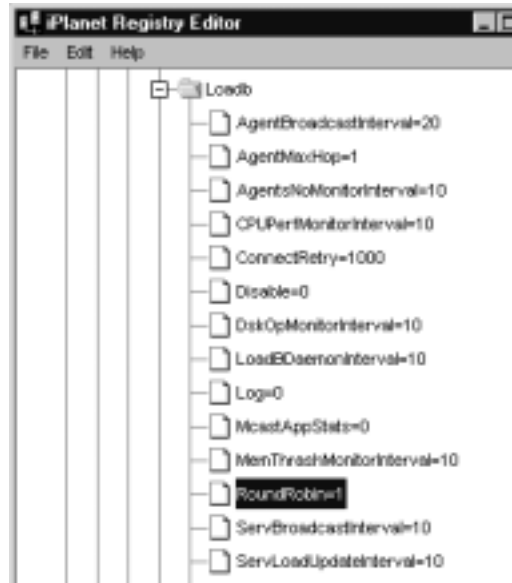 iPlanet Registry Editor
File Edit Help
Loadb
AgentBroadcastInterval=20
AgentMaxHop=1
AgentsNoMonitorInterval=10
CPUPerfMonitorInterval=10
ConnectRetry=1000
Disable=0
DskOpMonitorInterval=10
LoadBDaemonInterval=10
Log=0
McastAppStats=0
MemThrashMonitorInterval=10
RoundRobin=1
ServBroadcastInterval=10
ServLoadUpdateInterval=10